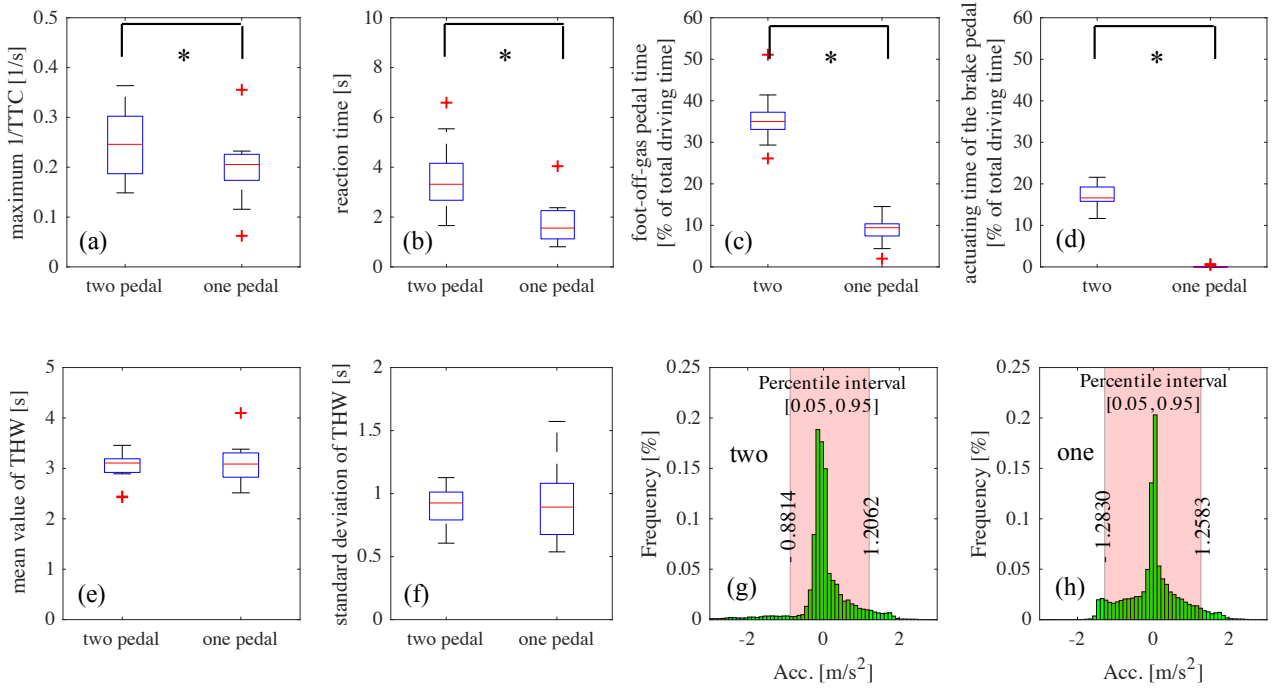 maximum 1/TTC [1/s]
0.5
0.4
0.3
0.2
0.1
0
*
(a)
two pedal
one pedal
reaction time [s]
10
8
6
4
2
0
*
(b)
two pedal
one pedal
foot-off-gas pedal time
[% of total driving time]
60
50
40
30
20
10
0
*
(c)
two
one pedal
actuating time of the brake pedal
[% of total driving time]
60
50
40
30
20
10
0
*
(d)
two
one pedal
mean value of THW [s]
5
4
3
2
1
0
(e)
two pedal
one pedal
standard deviation of THW [s]
2
1.5
1
0.5
0
(f)
two pedal
one pedal
Frequency [%]
0.25
0.2
0.15
0.1
0.05
0
Percentile interval
[0.05, 0.95]
two
- 0.8814
1.2062
(g)
-2
0
2
Acc. [m/s²]
Frequency [%]
0.25
0.2
0.15
0.1
0.05
0
Percentile interval
[0.05, 0.95]
one
- 1.2830
1.2583
(h)
-2
0
2
Acc. [m/s²]